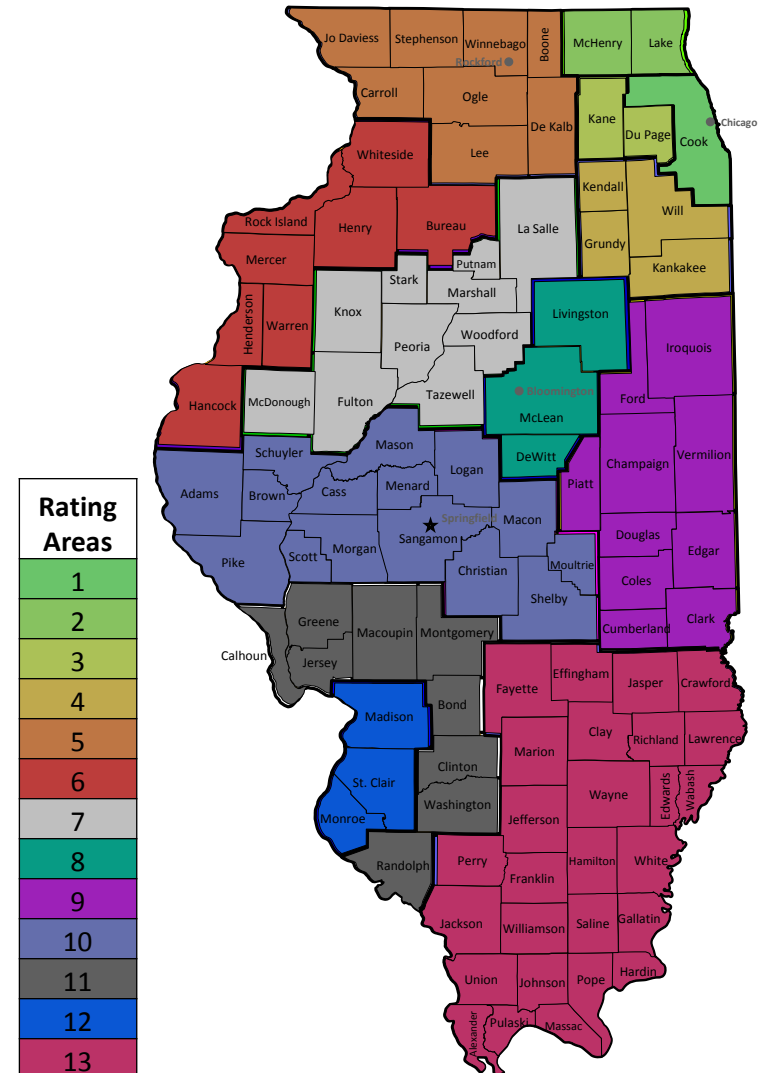 Jo Daviess
Stephenson
Winnebago
Boone
McHenry
Lake
Rockford
Carroll
Ogle
De Kalb
Kane
Du Page
Cook
Chicago
Whiteside
Lee
Kendall
Will
Rock Island
Henry
Bureau
La Salle
Grundy
Mercer
Putnam
Kankakee
Stark
Marshall
Henderson
Warren
Knox
Peoria
Woodford
Livingston
Iroquois
Hancock
McDonough
Fulton
Tazewell
Bloomington
McLean
Ford
Schuyler
Mason
Logan
DeWitt
Champaign
Vermilion
Adams
Brown
Cass
Menard
Piatt
Springfield
Macon
Sangamon
Pike
Scott
Morgan
Christian
Moultrie
Shelby
Douglas
Edgar
Coles
Greene
Macoupin
Montgomery
Cumberland
Clark
Calhoun
Jersey
Fayette
Effingham
Jasper
Crawford
Madison
Bond
Marion
Clay
Richland
Lawrence
St. Clair
Clinton
Washington
Jefferson
Wayne
Edwards
Wabash
Monroe
Randolph
Perry
Franklin
Hamilton
White
Jackson
Williamson
Saline
Gallatin
Union
Johnson
Pope
Hardin
Alexander
Pulaski
Massac
Rating
Areas
1
2
3
4
5
6
7
8
9
10
11
12
13